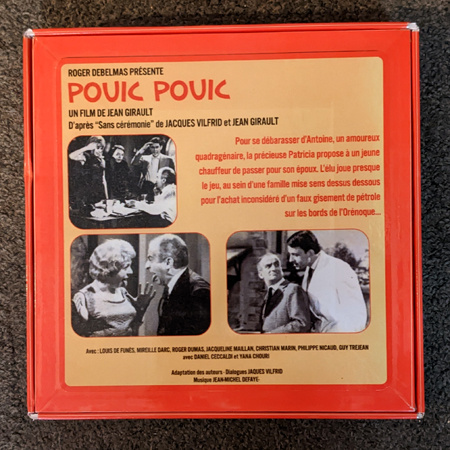 ROGER DEBELMAS PRÉSENTE
POUIC POUIC
UN FILM DE JEAN GIRAULT
D'après "Sans cérémonie" de JACQUES VILFRID et JEAN GIRAULT
Pour se débarasser d'Antoine, un amoureux
quadragénaire, la précieuse Patricia propose à un jeune
chauffeur de passer pour son époux. L'élu joue presque
le jeu, au sein d'une famille mise sens dessus dessous
pour l'achat inconsidéré d'un faux gisement de pétrole
sur les bords de l'Orénoque...
Avec : LOUIS DE FUNÈS, MIREILLE DARC, ROGER DUMAS, JACQUELINE MAILLAN, CHRISTIAN MARIN, PHILIPPE NICAUD, GUY TREJEAN
avec DANIEL CECCALDI et YANA CHOURI
Adaptation des auteurs - Dialogues JAQUES VILFRID
Musique JEAN-MICHEL DEFAYE-